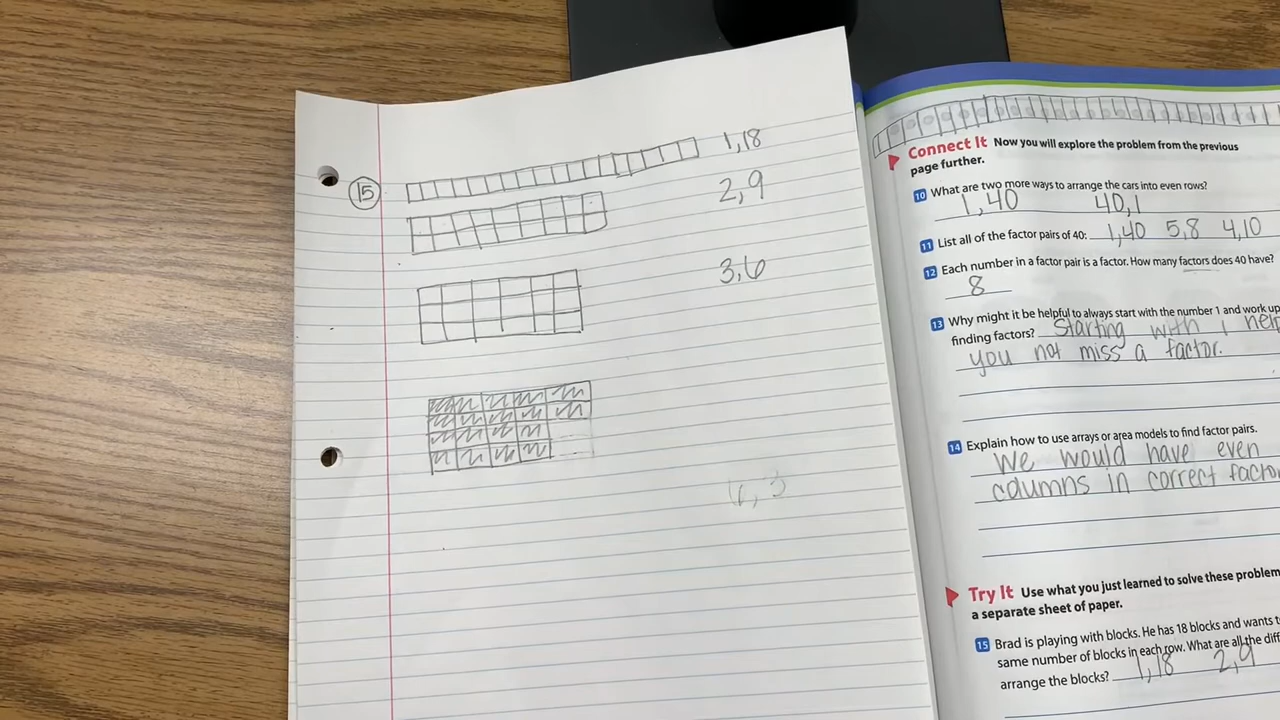 15
1,18
2,9
3,6
6, 3
Connect It Now you will explore the problem from the previous
page further.
10 What are two more ways to arrange the cars into even rows?
1,40 40,1
11 List all of the factor pairs of 40: 1,40 5,8 4,10
12 Each number in a factor pair is a factor. How many factors does 40 have?
8
13 Why might it be helpful to always start with the number 1 and work up
finding factors? Starting with 1 help
you not miss a factor.
14 Explain how to use arrays or area models to find factor pairs.
We would have even
columns in correct factor
Try It Use what you just learned to solve these problem
a separate sheet of paper.
15 Brad is playing with blocks. He has 18 blocks and wants to
same number of blocks in each row. What are all the diff
arrange the blocks? 1,18 2,9